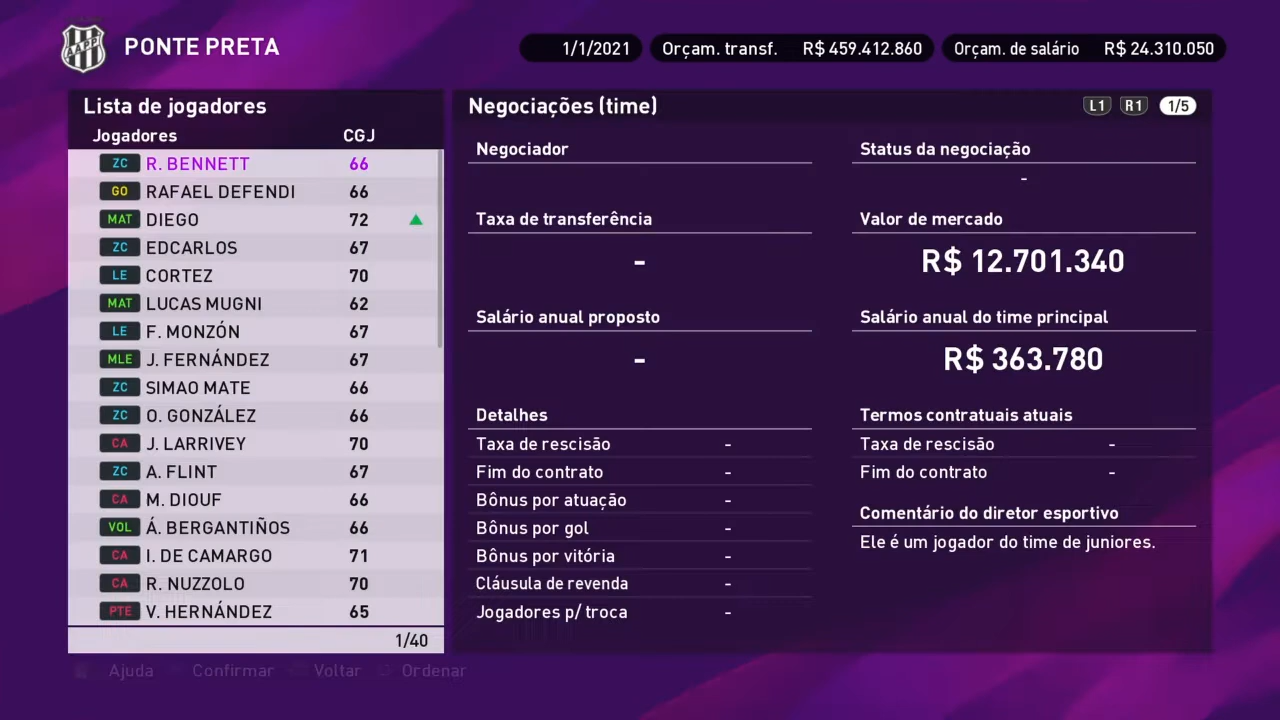 PONTE PRETA
1/1/2021
Orçam. transf. R$ 459.412.860
Orçam. de salário R$ 24.310.050
AAPP
Lista de jogadores
Jogadores CGJ
ZC R. BENNETT 66
GO RAFAEL DEFENDI 66
MAT DIEGO 72
ZC EDCARLOS 67
LE CORTEZ 70
MAT LUCAS MUGNI 62
LE F. MONZÓN 67
MLE J. FERNÁNDEZ 67
ZC SIMAO MATE 66
ZC O. GONZÁLEZ 66
CA J. LARRIVEY 70
ZC A. FLINT 67
CA M. DIOUF 66
VOL Á. BERGANTIÑOS 66
CA I. DE CAMARGO 71
CA R. NUZZOLO 70
PTE V. HERNÁNDEZ 65
1/40
Negociações (time)
L1 R1 1/5
Negociador
Status da negociação
-
Taxa de transferência
-
Valor de mercado
R$ 12.701.340
Salário anual proposto
-
Salário anual do time principal
R$ 363.780
Detalhes
Taxa de rescisão -
Fim do contrato -
Bônus por atuação -
Bônus por gol -
Bônus por vitória -
Cláusula de revenda -
Jogadores p/ troca -
Termos contratuais atuais
Taxa de rescisão -
Fim do contrato -
Comentário do diretor esportivo
Ele é um jogador do time de juniores.
Ajuda Confirmar Voltar Ordenar